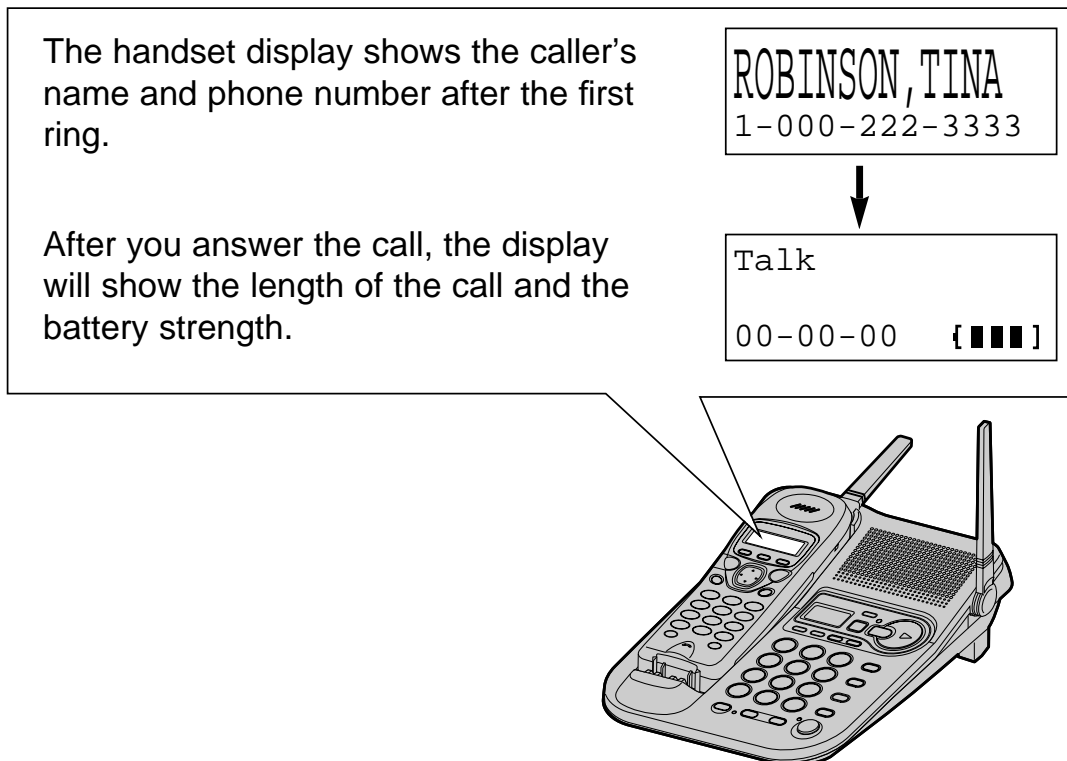 The handset display shows the caller's
name and phone number after the first
ring.
ROBINSON,TINA
1-000-222-3333
After you answer the call, the display
will show the length of the call and the
battery strength.
Talk
00-00-00